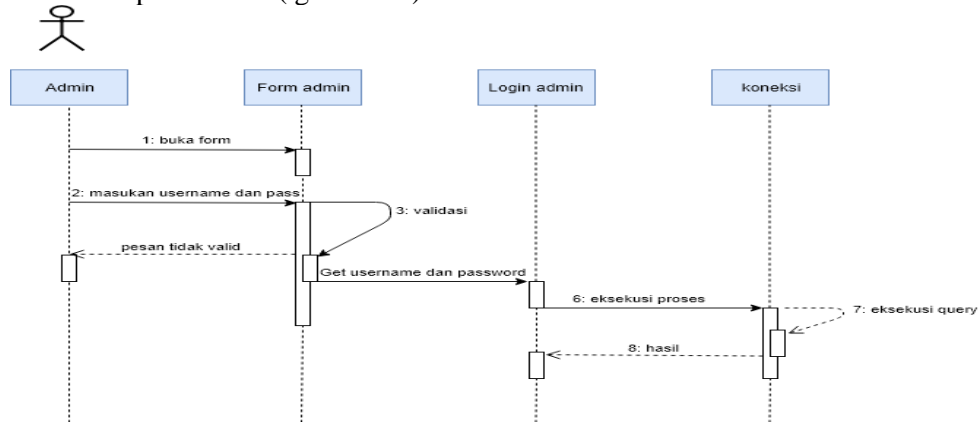 Admin
Form admin
Login admin
koneksi
1: buka form
2: masukan username dan pass
3: validasi
pesan tidak valid
Get username dan password
6: eksekusi proses
7: eksekusi query
8: hasil